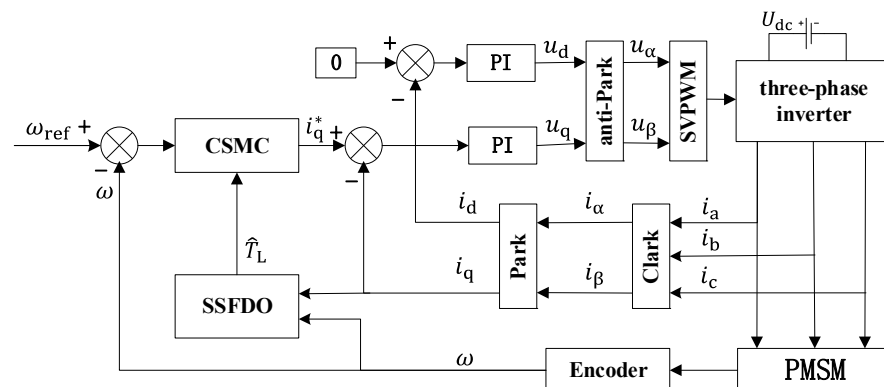 U_dc + −
0
+
−
PI
u_d
anti-Park
u_α
SVPWM
three-phase
inverter
ω_ref +
−
ω
CSMC
i_q^* +
−
PI
u_q
u_β
i_d
Park
i_α
Clark
i_a
i_b
T̂_L
i_q
i_β
i_c
SSFDO
ω
Encoder
PMSM